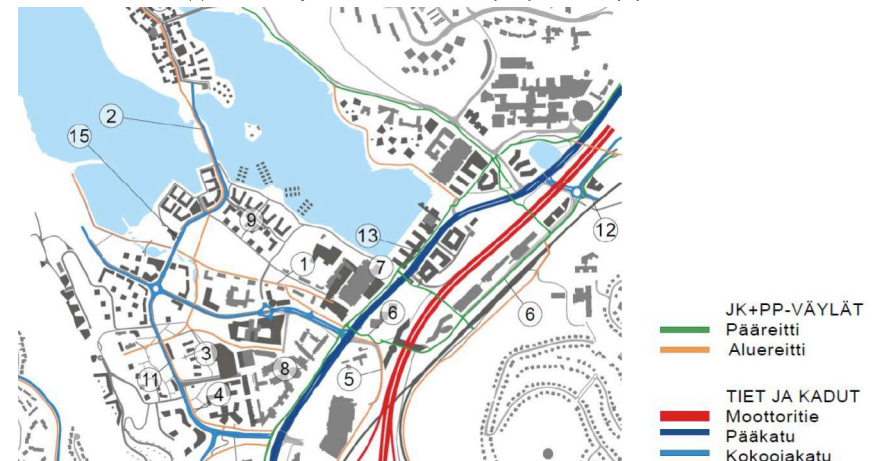 2
15
9
13
12
1
7
6
6
3
5
11
8
4
JK+PP-VÄYLÄT
Pääreitti
Aluereitti
TIET JA KADUT
Moottoritie
Pääkatu
Kokoojakatu